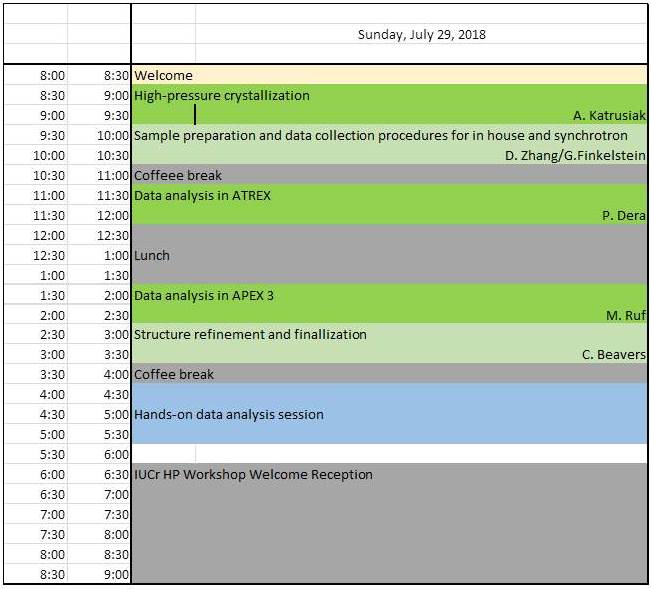 Sunday, July 29, 2018
8:00 8:30 Welcome
8:30 9:00 High-pressure crystallization
9:00 9:30 A. Katrusiak
9:30 10:00 Sample preparation and data collection procedures for in house and synchrotron
10:00 10:30 D. Zhang/G.Finkelstein
10:30 11:00 Coffeee break
11:00 11:30 Data analysis in ATREX
11:30 12:00 P. Dera
12:00 12:30
12:30 1:00 Lunch
1:00 1:30
1:30 2:00 Data analysis in APEX 3
2:00 2:30 M. Ruf
2:30 3:00 Structure refinement and finallization
3:00 3:30 C. Beavers
3:30 4:00 Coffee break
4:00 4:30
4:30 5:00 Hands-on data analysis session
5:00 5:30
5:30 6:00
6:00 6:30 IUCr HP Workshop Welcome Reception
6:30 7:00
7:00 7:30
7:30 8:00
8:00 8:30
8:30 9:00